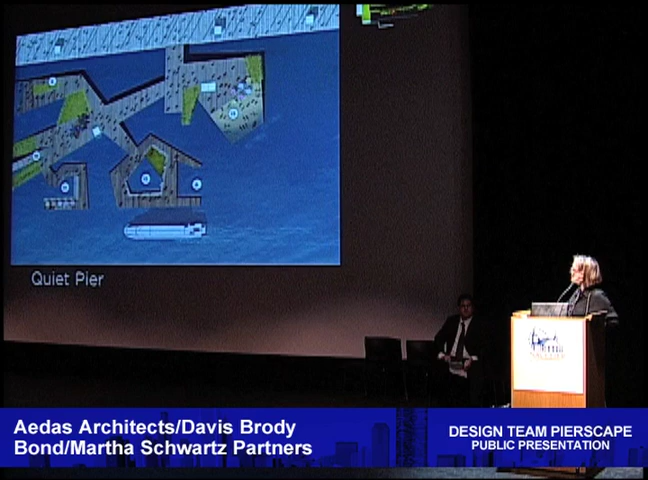 Quiet Pier
Aedas Architects/Davis Brody
Bond/Martha Schwartz Partners
DESIGN TEAM PIERSCAPE
PUBLIC PRESENTATION